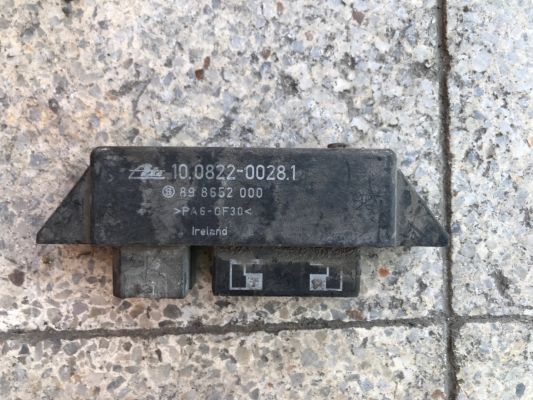 Ate 10.0822-0028.1
89 8652 000
>PA6-GF30<
Ireland